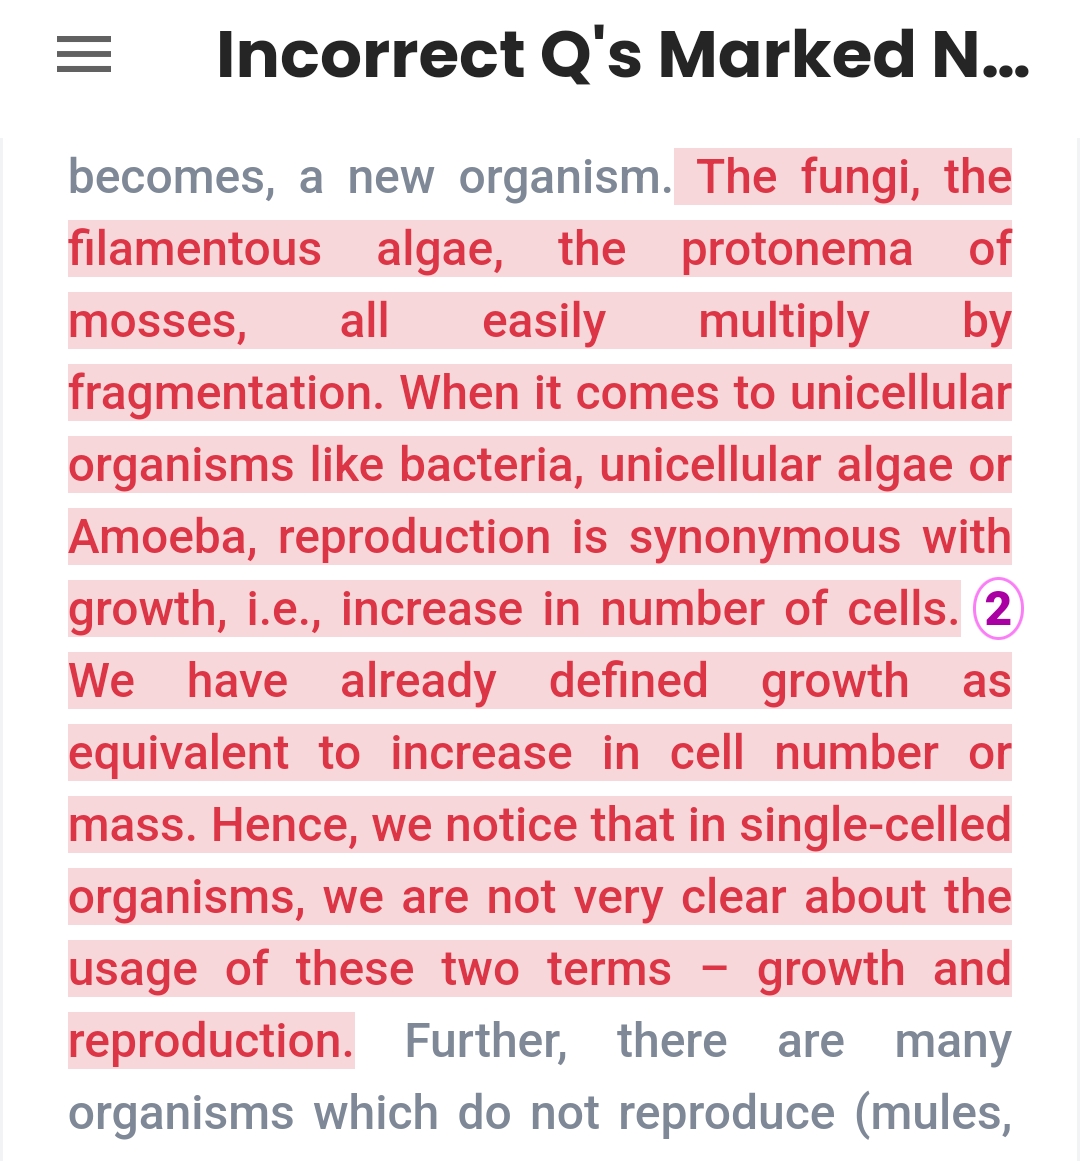 Incorrect Q's Marked N...
becomes, a new organism. The fungi, the
filamentous algae, the protonema of
mosses, all easily multiply by
fragmentation. When it comes to unicellular
organisms like bacteria, unicellular algae or
Amoeba, reproduction is synonymous with
growth, i.e., increase in number of cells. 2
We have already defined growth as
equivalent to increase in cell number or
mass. Hence, we notice that in single-celled
organisms, we are not very clear about the
usage of these two terms – growth and
reproduction. Further, there are many
organisms which do not reproduce (mules,